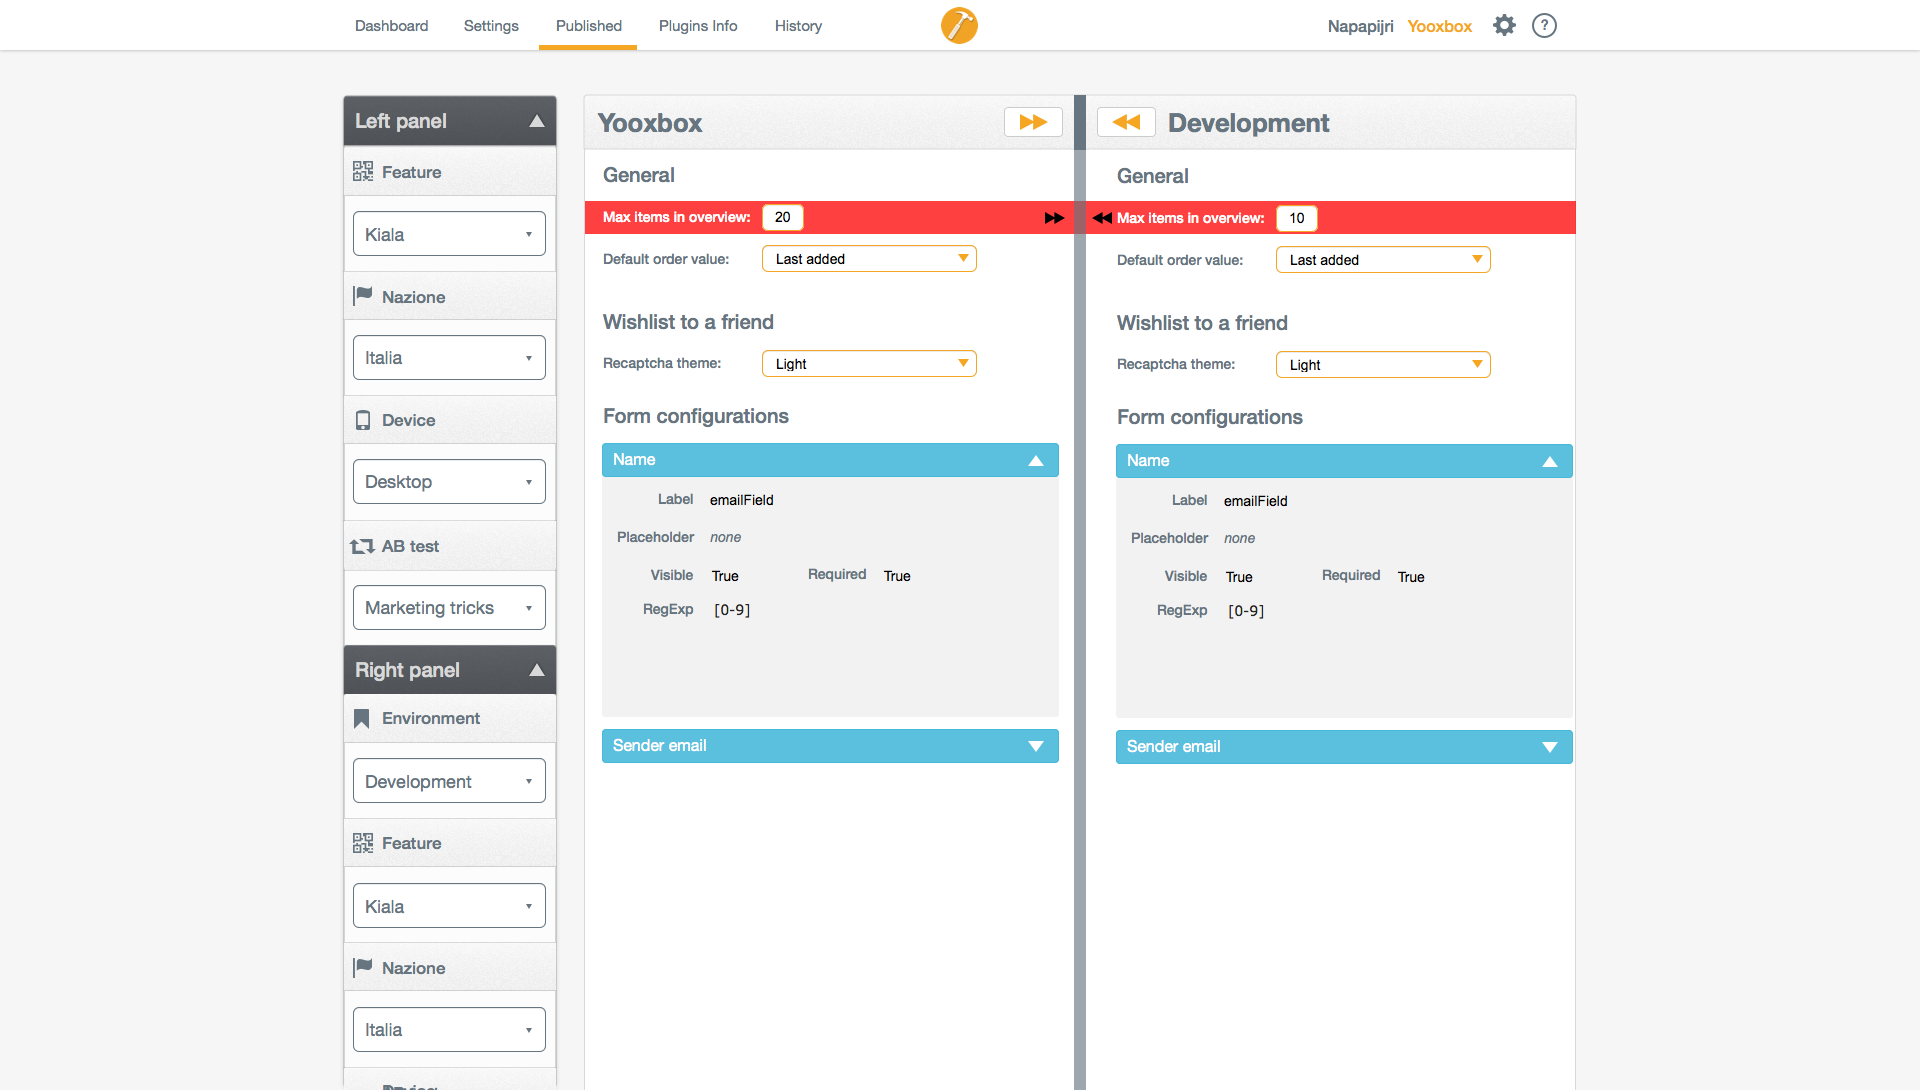 Dashboard Settings Published Plugins Info History Napapijri Yooxbox ?
Left panel
Feature
Kiala
Nazione
Italia
Device
Desktop
AB test
Marketing tricks
Right panel
Environment
Development
Feature
Kiala
Nazione
Italia
Yooxbox
General
Max items in overview: 20
Default order value: Last added
Wishlist to a friend
Recaptcha theme: Light
Form configurations
Name
Label emailField
Placeholder none
Visible True Required True
RegExp [0-9]
Sender email
Development
General
Max items in overview: 10
Default order value: Last added
Wishlist to a friend
Recaptcha theme: Light
Form configurations
Name
Label emailField
Placeholder none
Visible True Required True
RegExp [0-9]
Sender email